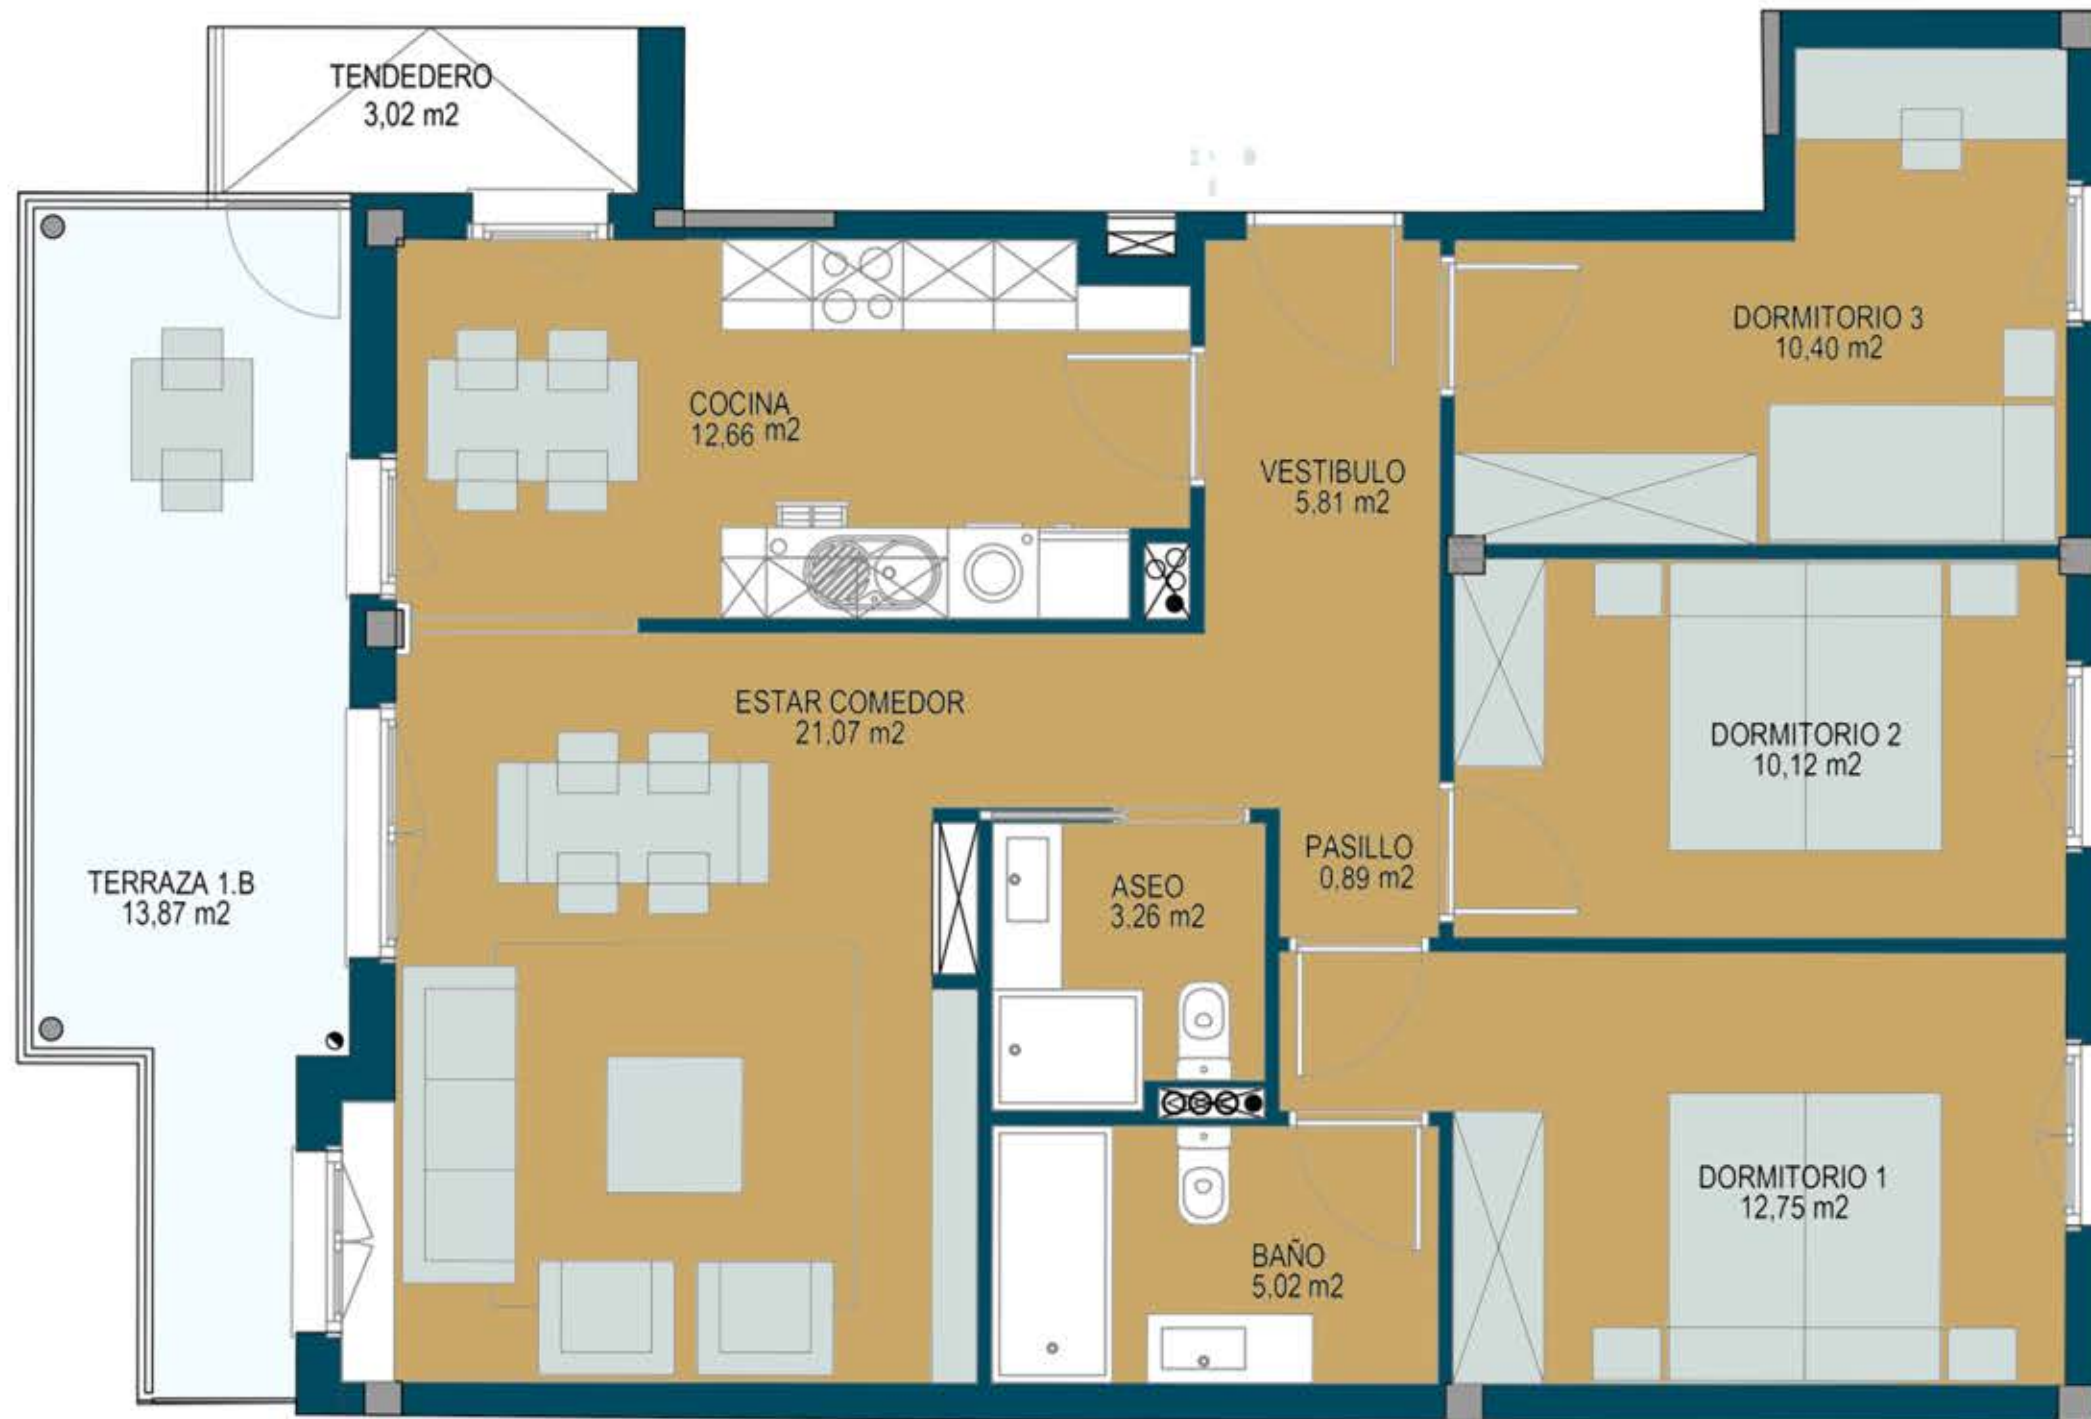 TENDEDERO
3,02 m2
DORMITORIO 3
10,40 m2
COCINA
12,66 m2
VESTIBULO
5,81 m2
ESTAR COMEDOR
21,07 m2
DORMITORIO 2
10,12 m2
PASILLO
0,89 m2
TERRAZA 1.B
13,87 m2
ASEO
3,26 m2
DORMITORIO 1
12,75 m2
BAÑO
5,02 m2